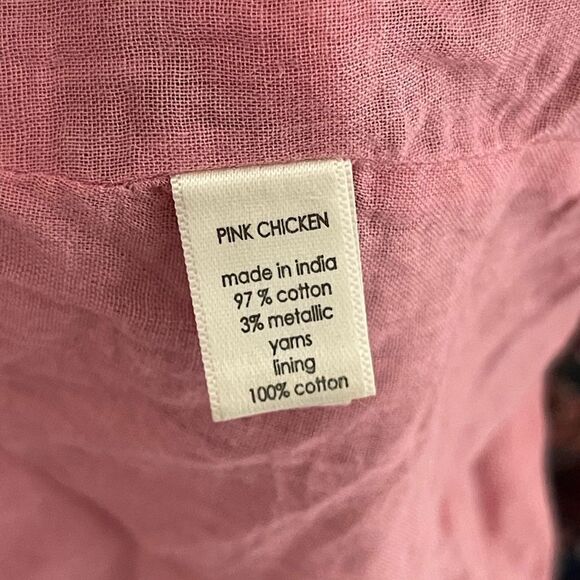 PINK CHICKEN
made in india
97 % cotton
3% metallic
yarns
lining
100% cotton